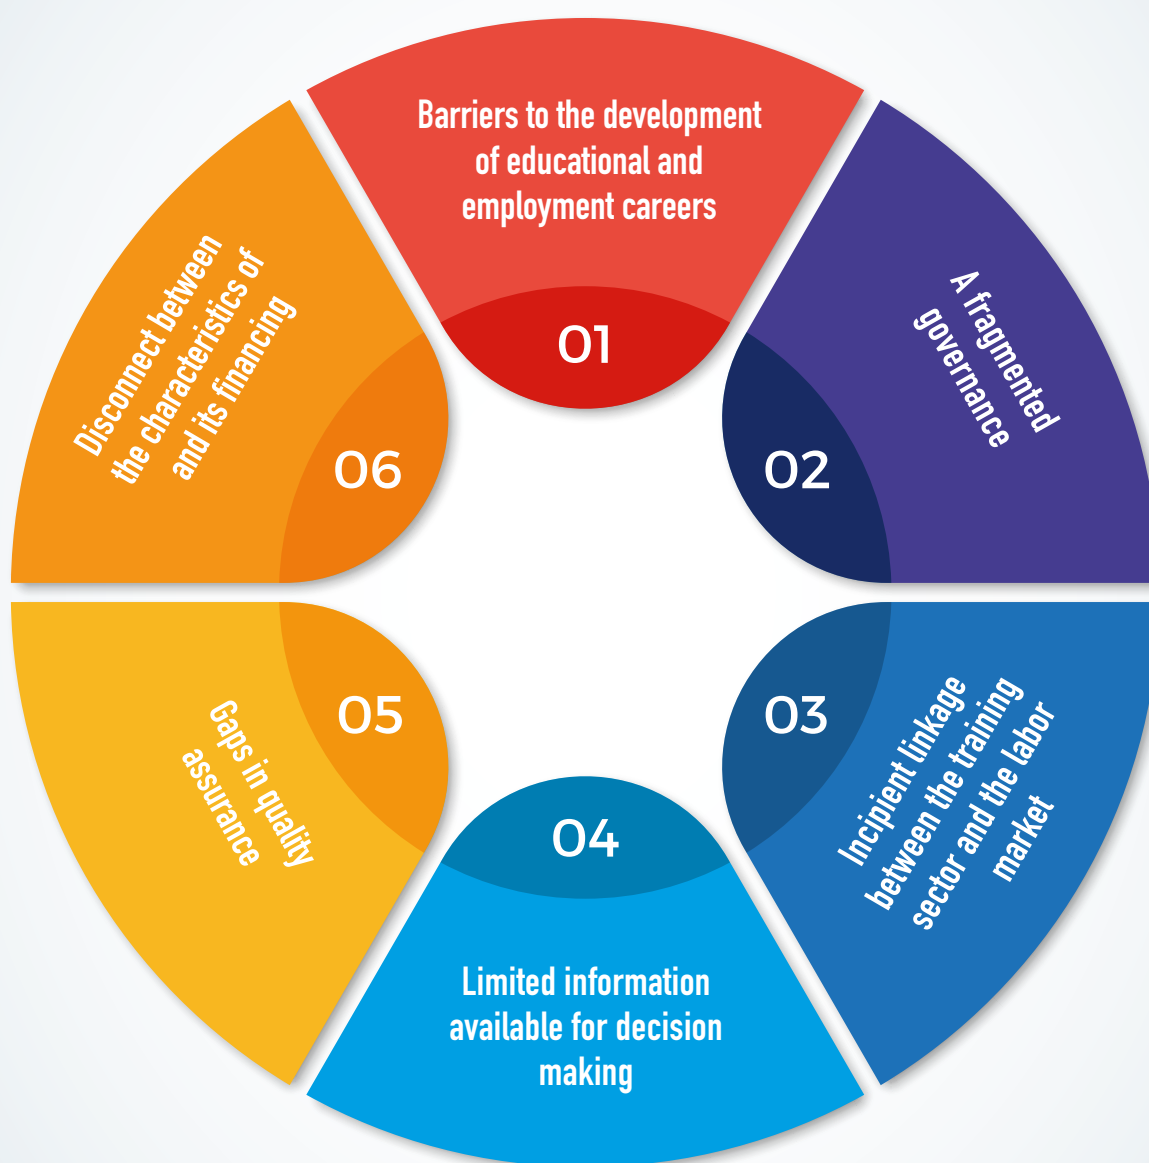 Barriers to the development
of educational and
employment careers
01
A fragmented
governance
02
Incipient linkage
between the training
sector and the labor
market
03
04
Limited information
available for decision
making
Gaps in quality
assurance
05
Disconnect between
the characteristics of
and its financing
06